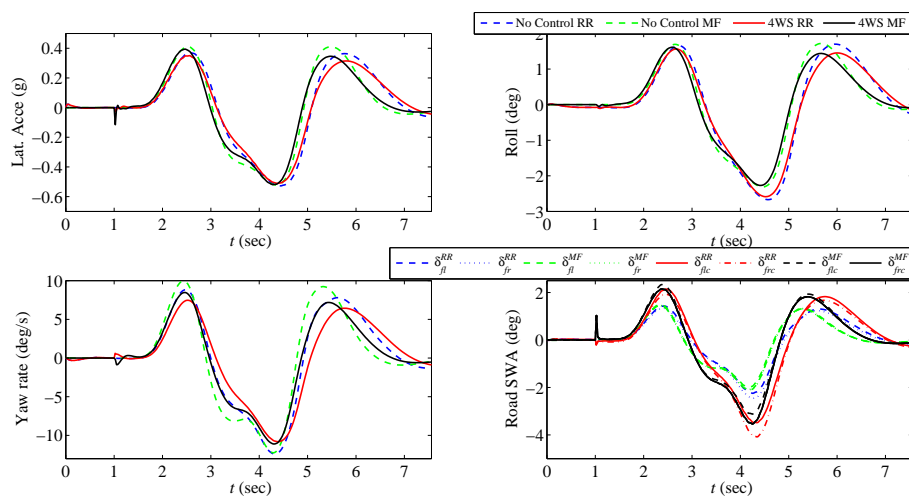 No Control RR No Control MF 4WS RR 4WS MF
0.4
0.2
0
-0.2
-0.4
-0.6
Lat. Acce (g)
0 1 2 3 4 5 6 7
t (sec)
2
1
0
-1
-2
-3
Roll (deg)
0 1 2 3 4 5 6 7
t (sec)
δ_fl^RR δ_fr^RR δ_fl^MF δ_fr^MF δ_flc^RR δ_frc^RR δ_flc^MF δ_frc^MF
10
5
0
-5
-10
Yaw rate (deg/s)
0 1 2 3 4 5 6 7
t (sec)
4
2
0
-2
-4
Road SWA (deg)
0 1 2 3 4 5 6 7
t (sec)